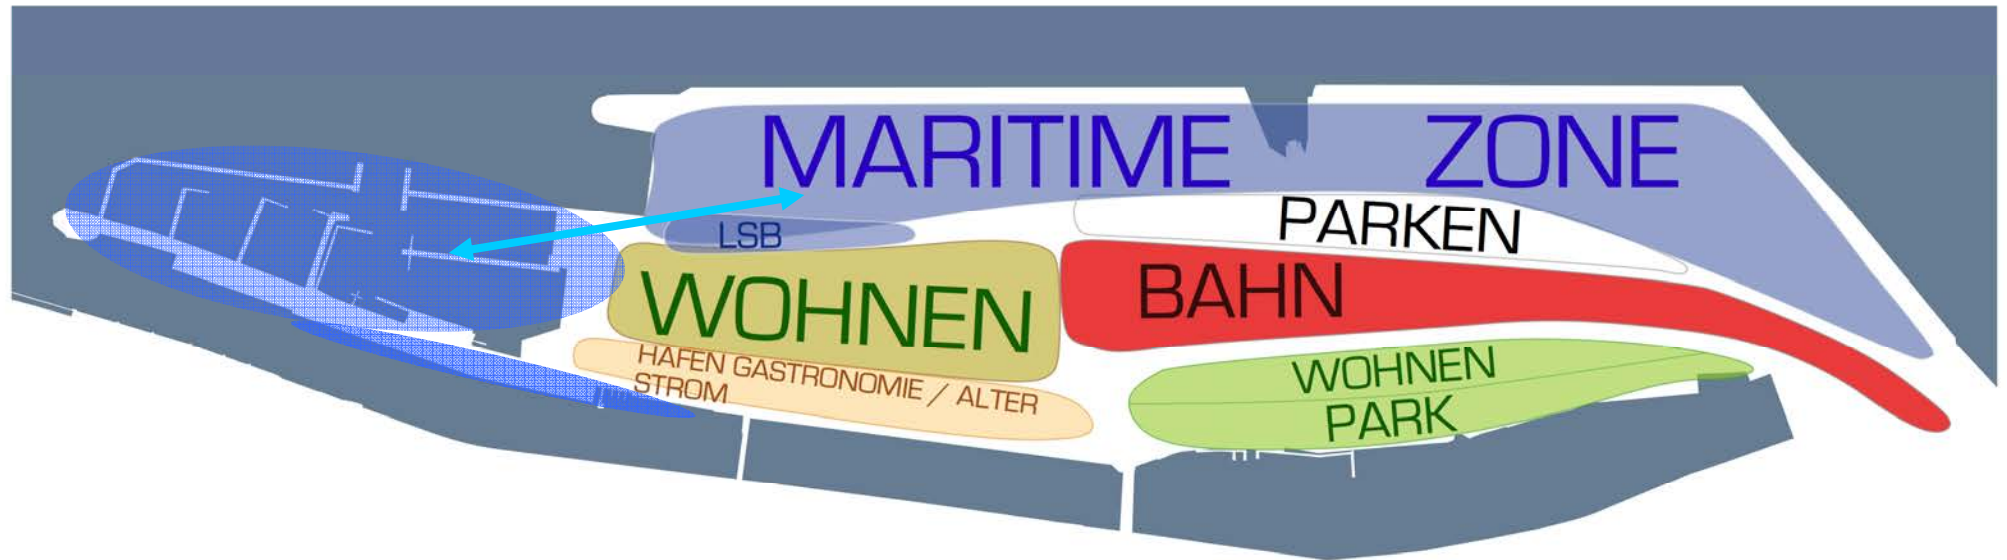 MARITIME ZONE
PARKEN
LSB
WOHNEN
BAHN
HAFEN GASTRONOMIE / ALTER
STROM
WOHNEN
PARK